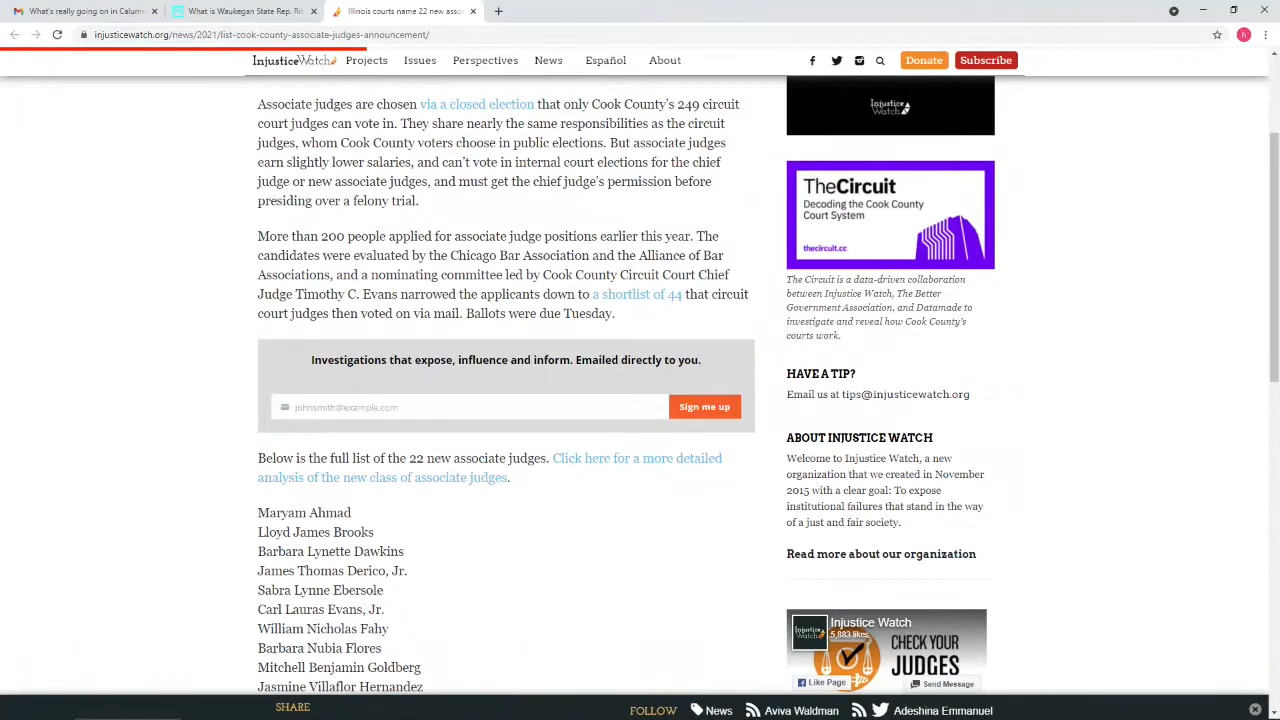 What's really going on in Calume
What is Waukegan State Street Re
Illinois court names 22 new asso
injusticewatch.org/news/2021/list-cook-county-associate-judges-announcement/
h
InjusticeWatch
Projects
Issues
Perspectives
News
Español
About
Donate
Subscribe
Associate judges are chosen via a closed election that only Cook County's 249 circuit
court judges can vote in. They share nearly the same responsibilities as the circuit
judges, whom Cook County voters choose in public elections. But associate judges
earn slightly lower salaries, and can't vote in internal court elections for the chief
judge or new associate judges, and must get the chief judge's permission before
presiding over a felony trial.
More than 200 people applied for associate judge positions earlier this year. The
candidates were evaluated by the Chicago Bar Association and the Alliance of Bar
Associations, and a nominating committee led by Cook County Circuit Court Chief
Judge Timothy C. Evans narrowed the applicants down to a shortlist of 44 that circuit
court judges then voted on via mail. Ballots were due Tuesday.
Investigations that expose, influence and inform. Emailed directly to you.
johnsmith@example.com
Sign me up
Below is the full list of the 22 new associate judges. Click here for a more detailed
analysis of the new class of associate judges.
Maryam Ahmad
Lloyd James Brooks
Barbara Lynette Dawkins
James Thomas Derico, Jr.
Sabra Lynne Ebersole
Carl Lauras Evans, Jr.
William Nicholas Fahy
Barbara Nubia Flores
Mitchell Benjamin Goldberg
Jasmine Villaflor Hernandez
Injustice
Watch
TheCircuit
Decoding the Cook County
Court System
thecircuit.cc
The Circuit is a data-driven collaboration
between Injustice Watch, The Better
Government Association, and Datamade to
investigate and reveal how Cook County's
courts work.
HAVE A TIP?
Email us at tips@injusticewatch.org
ABOUT INJUSTICE WATCH
Welcome to Injustice Watch, a new
organization that we created in November
2015 with a clear goal: To expose
institutional failures that stand in the way
of a just and fair society.
Read more about our organization
Injustice Watch
5,883 likes
CHECK YOUR
JUDGES
Like Page
Send Message
SHARE
FOLLOW
News
Aviva Waldman
Adeshina Emmanuel